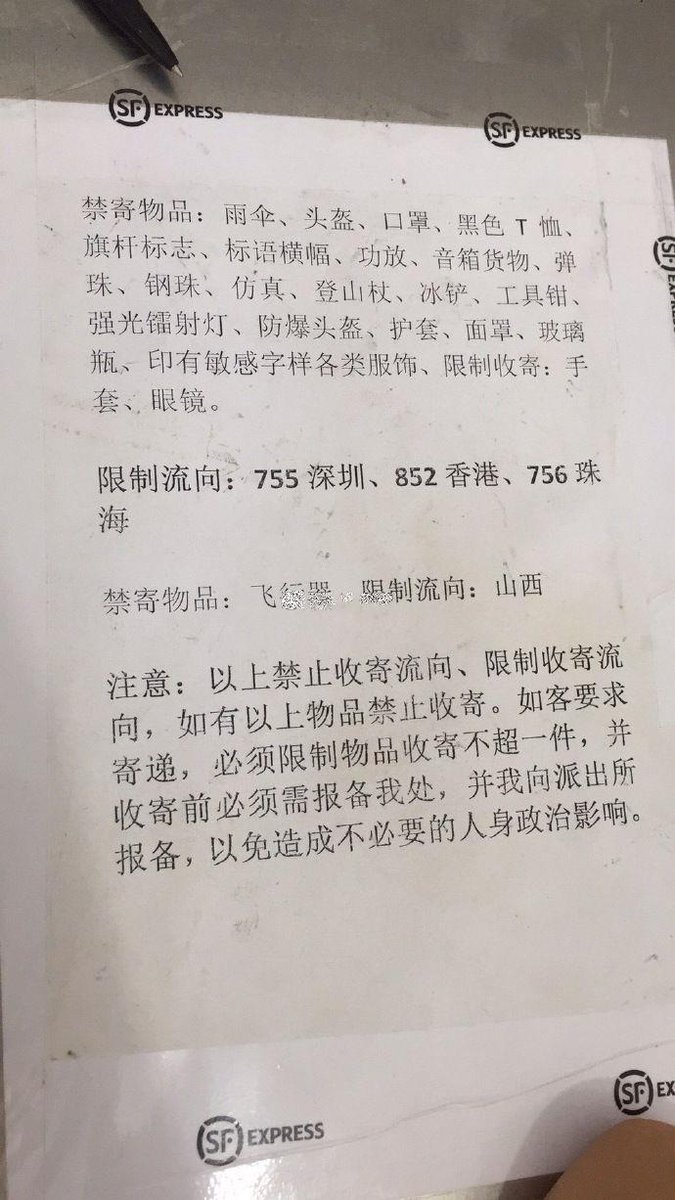 SF EXPRESS
SF EXPRESS
禁寄物品：雨伞、头盔、口罩、黑色 T 恤、
旗杆标志、标语横幅、功放、音箱货物、弹
珠、钢珠、仿真、登山杖、冰铲、工具钳、
强光镭射灯、防爆头盔、护套、面罩、玻璃
瓶、印有敏感字样各类服饰、限制收寄：手
套、眼镜。
限制流向：755 深圳、852 香港、756 珠
海
禁寄物品：飞行器 限制流向：山西
注意：以上禁止收寄流向、限制收寄流
向，如有以上物品禁止收寄。如客要求
寄递，必须限制物品收寄不超一件，并
收寄前必须需报备我处，并我向派出所
报备，以免造成不必要的人身政治影响。
SF EX
SF EXPRESS